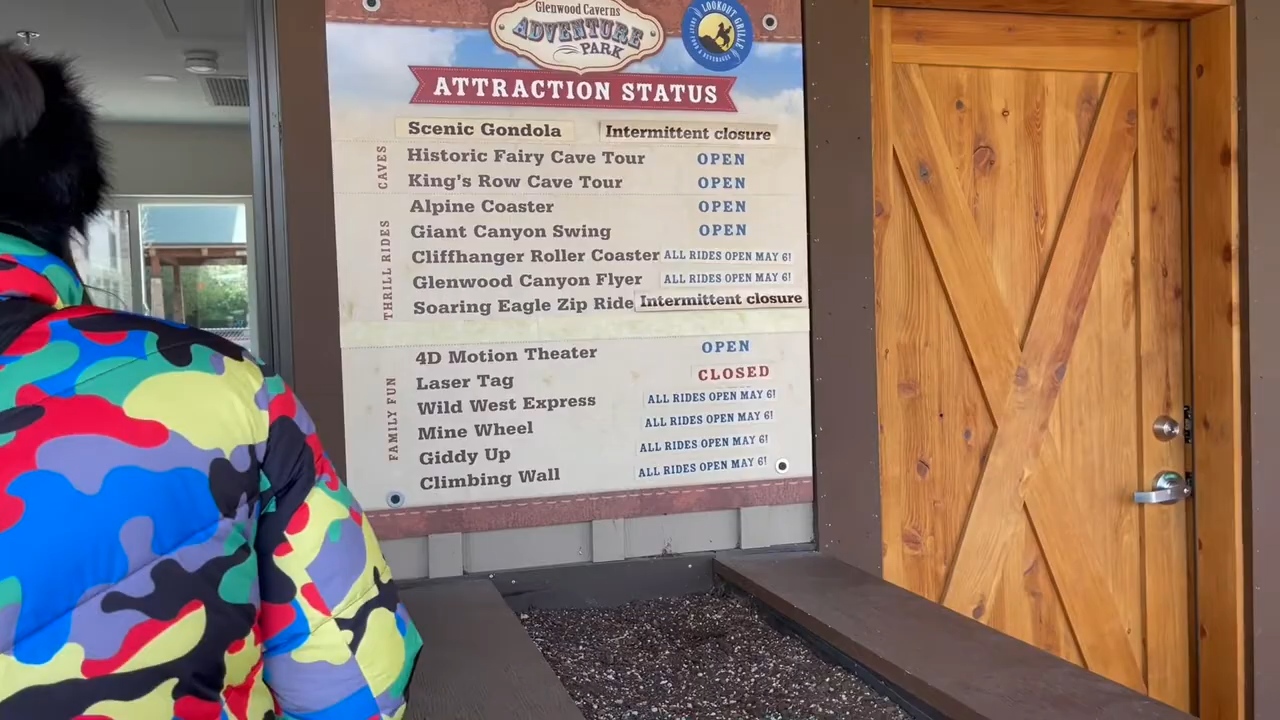 Glenwood Caverns
ADVENTURE
PARK
LOOKOUT GRILLE
ATTRACTION STATUS
Scenic Gondola Intermittent closure
CAVES
Historic Fairy Cave Tour OPEN
King's Row Cave Tour OPEN
THRILL RIDES
Alpine Coaster OPEN
Giant Canyon Swing OPEN
Cliffhanger Roller Coaster ALL RIDES OPEN MAY 6!
Glenwood Canyon Flyer ALL RIDES OPEN MAY 6!
Soaring Eagle Zip Ride Intermittent closure
FAMILY FUN
4D Motion Theater OPEN
Laser Tag CLOSED
Wild West Express ALL RIDES OPEN MAY 6!
Mine Wheel ALL RIDES OPEN MAY 6!
Giddy Up ALL RIDES OPEN MAY 6!
Climbing Wall ALL RIDES OPEN MAY 6!